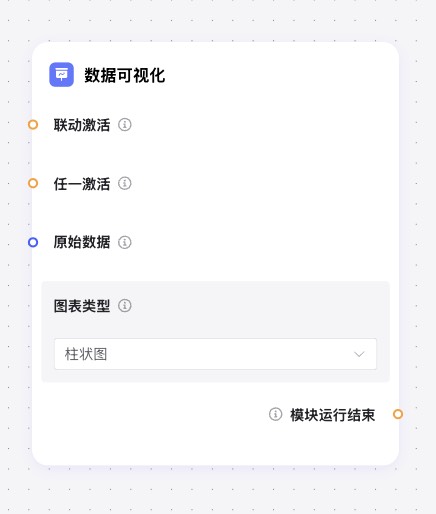 数据可视化
联动激活
任一激活
原始数据
图表类型
柱状图
模块运行结束